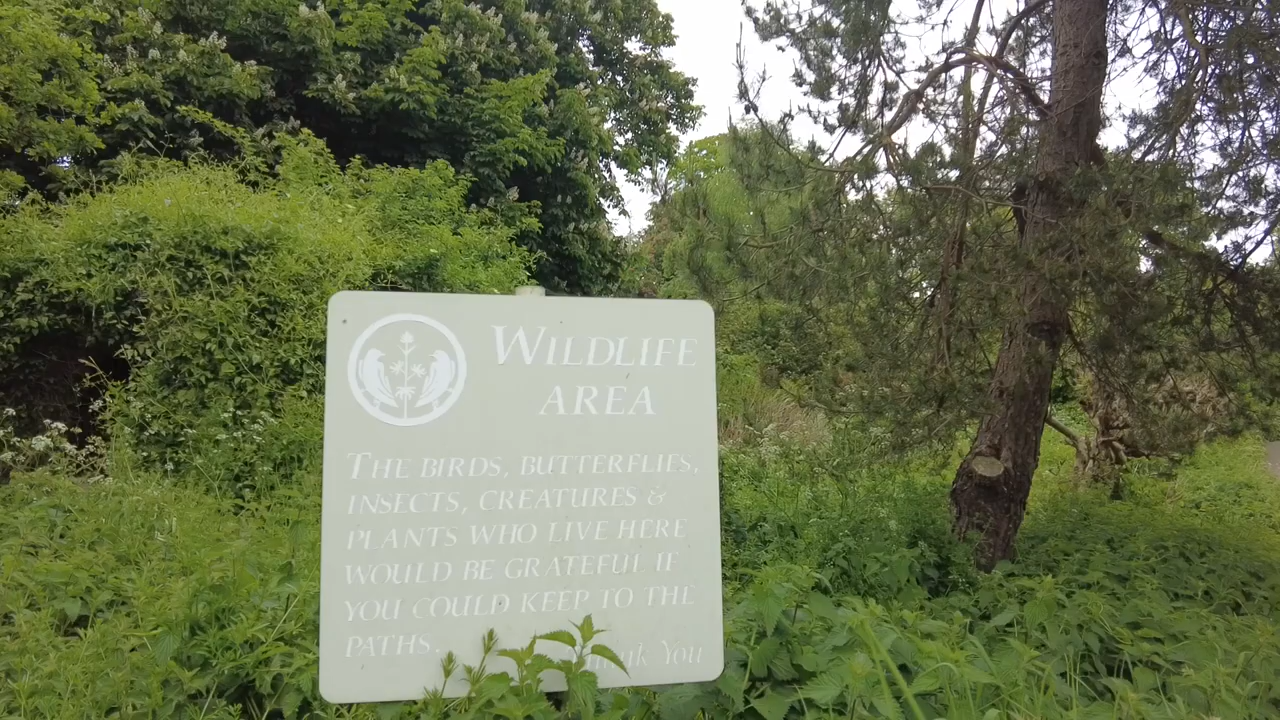 WILDLIFE
AREA
THE BIRDS, BUTTERFLIES,
INSECTS, CREATURES &
PLANTS WHO LIVE HERE
WOULD BE GRATEFUL IF
YOU COULD KEEP TO THE
PATHS.
Thank You